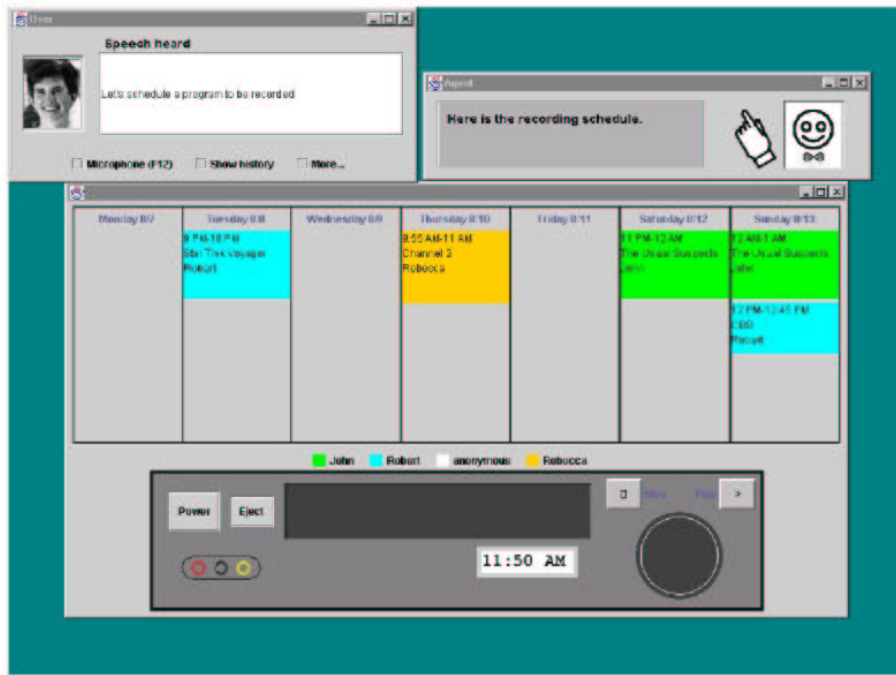 User
Speech heard
Let's schedule a program to be recorded
Microphone (F12) Show history More...
Agent
Here is the recording schedule.
Monday 8/7 Tuesday 8/8 Wednesday 8/9 Thursday 8/10 Friday 8/11 Saturday 8/12 Sunday 8/13
9 PM-10 PM
Star Trek Voyager
Robert
9:55 AM-11 AM
Channel 2
Rebecca
11 PM-12 AM
The Usual Suspects
John
12 AM-1 AM
The Usual Suspects
John
12 PM-12:45 PM
CBS
Robert
John Robert anonymous Rebecca
Power Eject
Stop Play >
11:50 AM